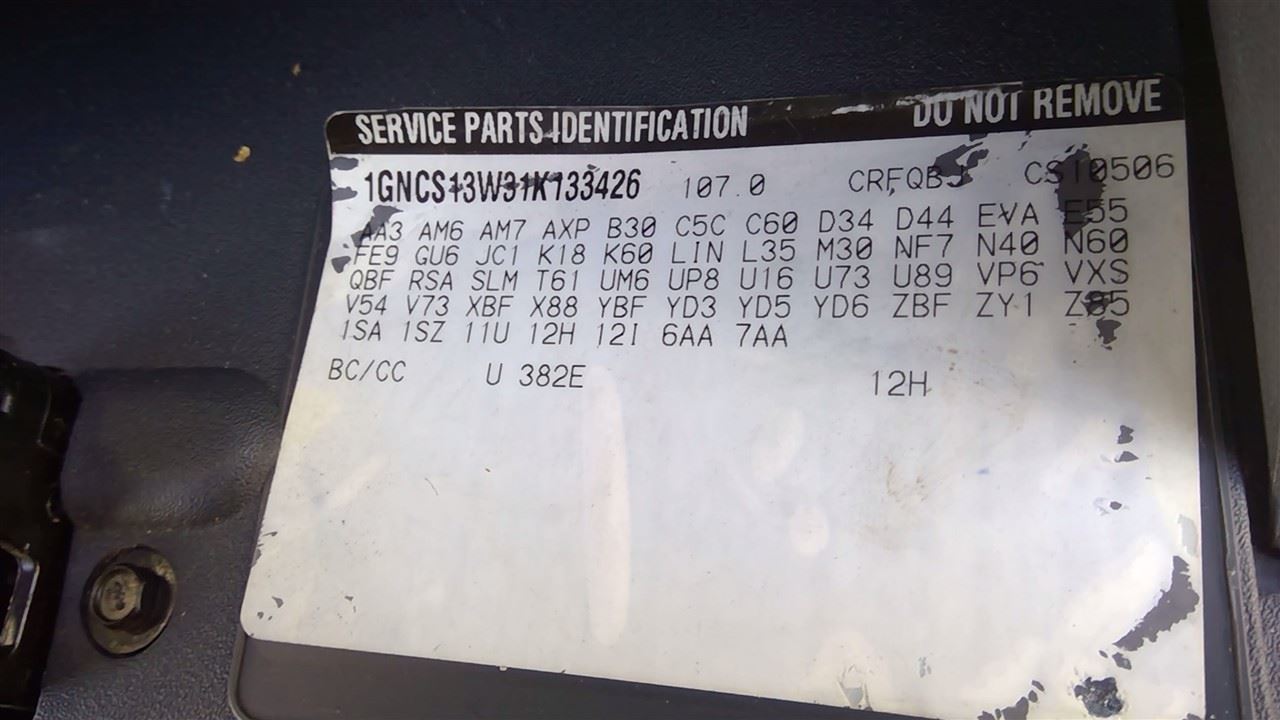 SERVICE PARTS IDENTIFICATION DO NOT REMOVE
1GNCS13W31K133426 107.0 CRFQBJ CS10506
AA3 AM6 AM7 AXP B30 C5C C60 D34 D44 EVA E55
FE9 GU6 JC1 K18 K60 LIN L35 M30 NF7 N40 N60
QBF RSA SLM T61 UM6 UP8 U16 U73 U89 VP6 VXS
V54 V73 XBF X88 YBF YD3 YD5 YD6 ZBF ZY1 Z85
1SA 1SZ 11U 12H 12I 6AA 7AA
BC/CC U 382E 12H